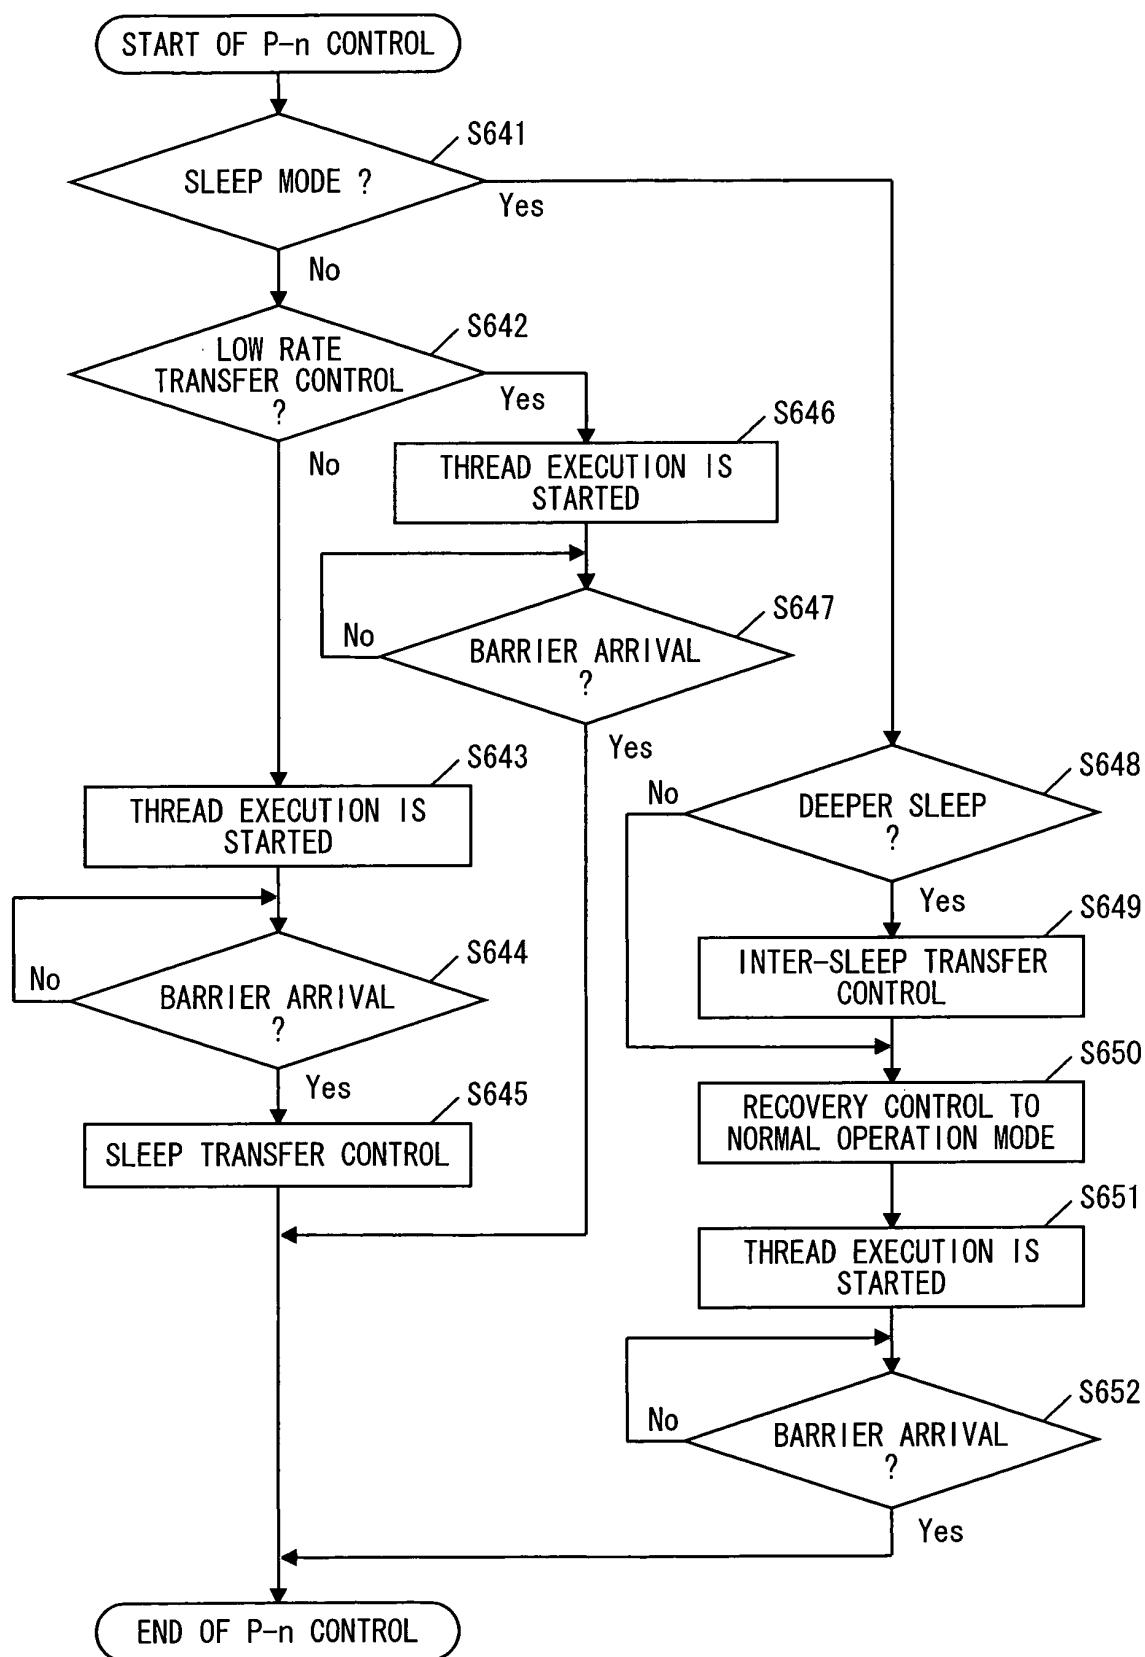 START OF P-n CONTROL
S641
SLEEP MODE ?
Yes
No
S642
LOW RATE
TRANSFER CONTROL
?
Yes
No
S646
THREAD EXECUTION IS
STARTED
S647
No
BARRIER ARRIVAL
?
Yes
S643
THREAD EXECUTION IS
STARTED
S644
No
BARRIER ARRIVAL
?
Yes
S645
SLEEP TRANSFER CONTROL
S648
No
DEEPER SLEEP
?
Yes
S649
INTER-SLEEP TRANSFER
CONTROL
S650
RECOVERY CONTROL TO
NORMAL OPERATION MODE
S651
THREAD EXECUTION IS
STARTED
S652
No
BARRIER ARRIVAL
?
Yes
END OF P-n CONTROL